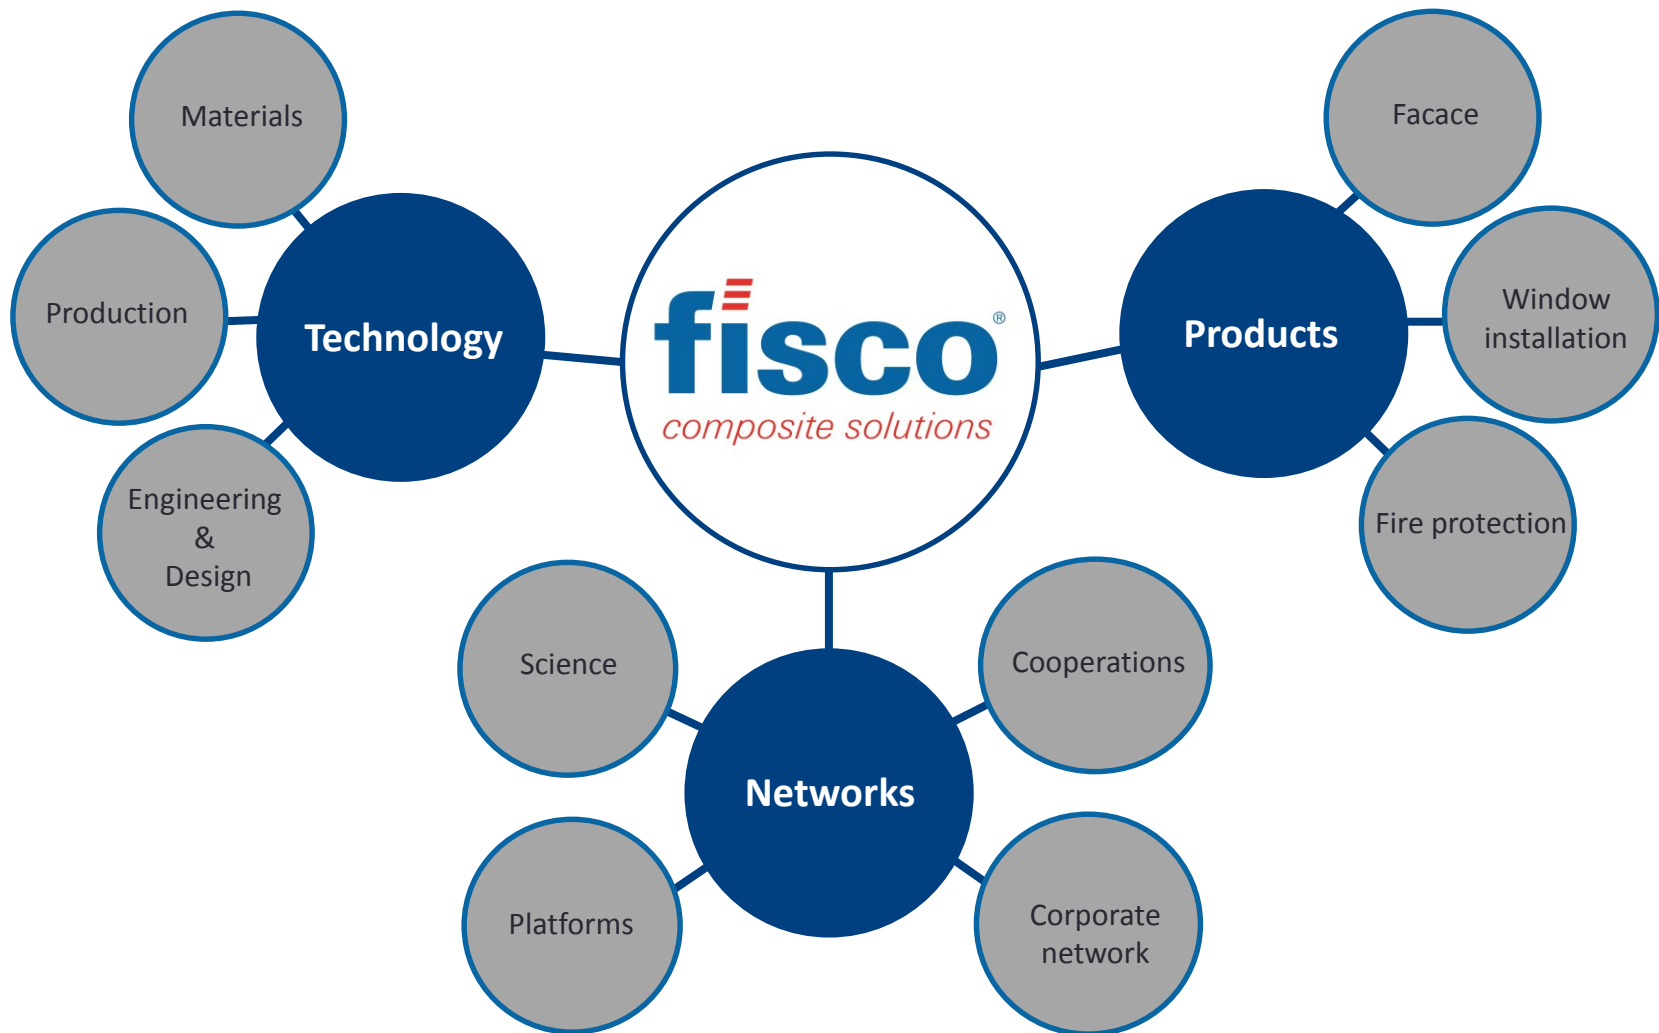 Materials
Production
Engineering
&
Design
Technology
fisco®
composite solutions
Products
Facace
Window
installation
Fire protection
Science
Cooperations
Networks
Platforms
Corporate
network